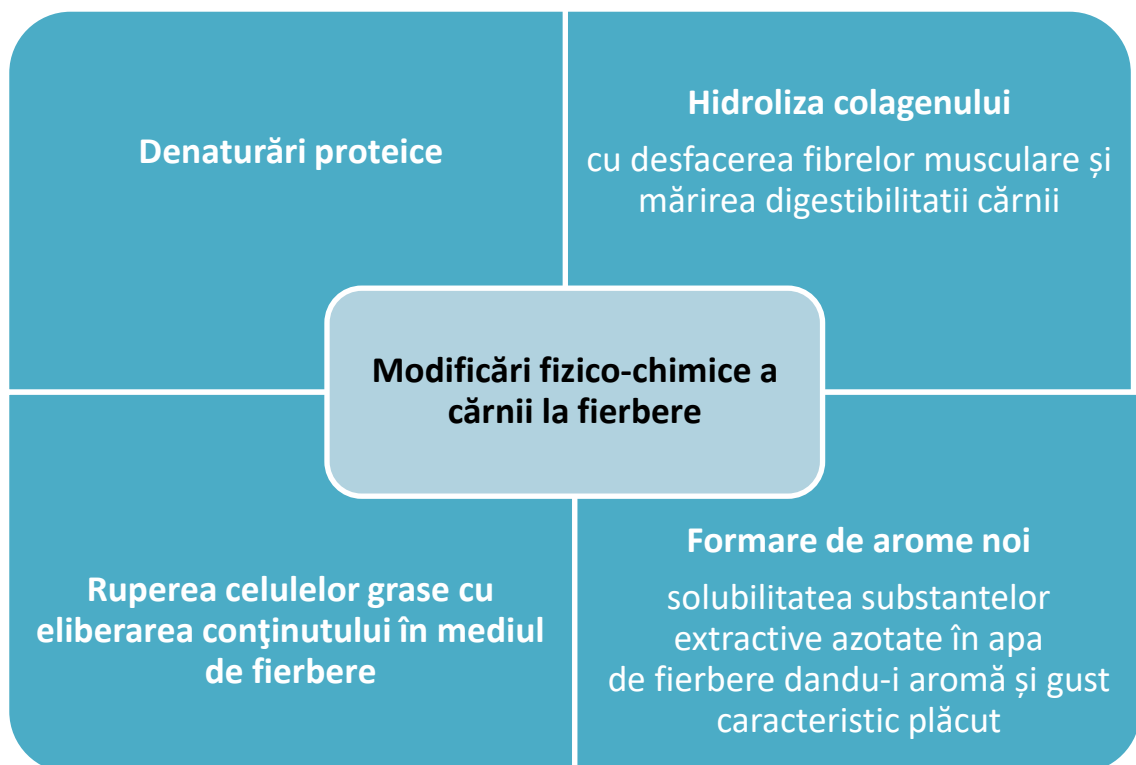 Denaturări proteice
Hidroliza colagenului
cu desfacerea fibrelor musculare și
mărirea digestibilitatii cărnii
Modificări fizico-chimice a
cărnii la fierbere
Ruperea celulelor grase cu
eliberarea conţinutului în mediul
de fierbere
Formare de arome noi
solubilitatea substantelor
extractive azotate în apa
de fierbere dandu-i aromă și gust
caracteristic plăcut